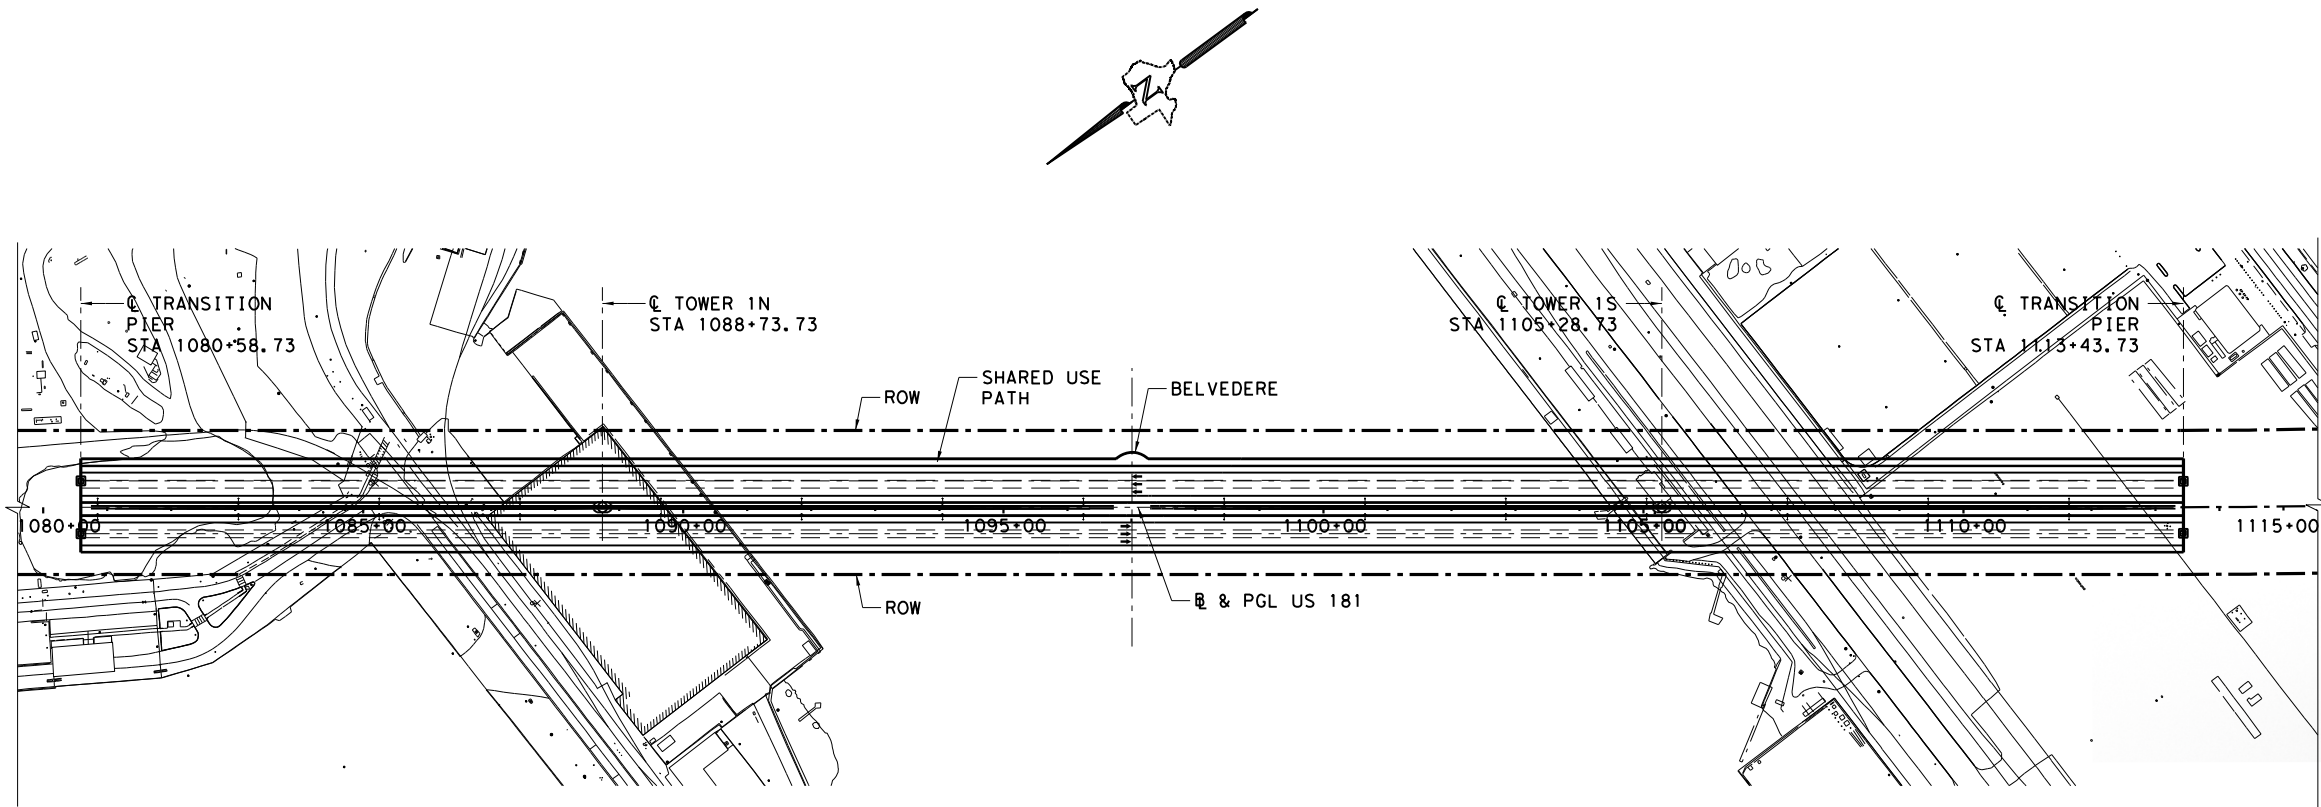 N
℄ TRANSITION
PIER
STA 1080+58.73
℄ TOWER 1N
STA 1088+73.73
℄ TOWER 1S
STA 1105+28.73
℄ TRANSITION
PIER
STA 1113+43.73
ROW
SHARED USE
PATH
BELVEDERE
1080+00
1085+00
1090+00
1095+00
1100+00
1105+00
1110+00
1115+00
ROW
BL & PGL US 181